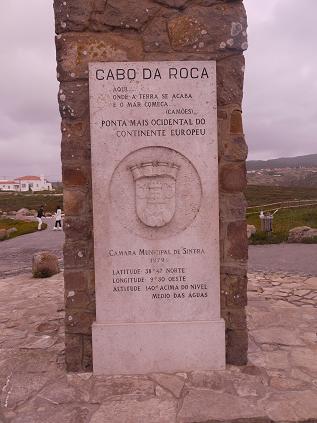 CABO DA ROCA
AQUI...
ONDE A TERRA SE ACABA
E O MAR COMEÇA...
(CAMÕES)
PONTA MAIS OCIDENTAL DO
CONTINENTE EUROPEU
CAMARA MUNICIPAL DE SINTRA
1979
LATITUDE 38° 47' NORTE
LONGITUDE 9° 30' OESTE
ALTITUDE 140M ACIMA DO NIVEL
MEDIO DAS AGUAS